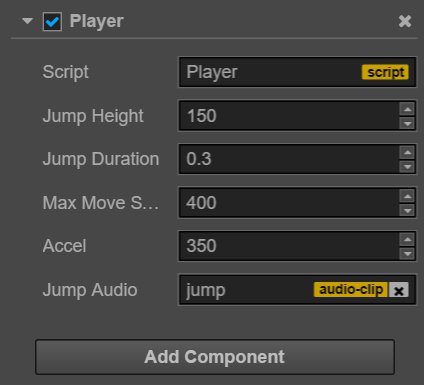 Player
Script Player script
Jump Height 150
Jump Duration 0.3
Max Move S... 400
Accel 350
Jump Audio jump audio-clip
Add Component